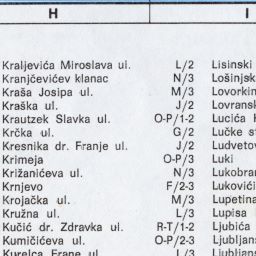 H I
Kraljevića Miroslava ul. L/2 Lisinski
Kranjčevićev klanac N/3 Lošinjsk
Kraša Josipa ul. M/3 Lovorkin
Kraška ul. J/2 Lovransk
Krautzek Slavka ul. O-P/1-2 Lucića H
Krčka ul. G/2 Lučke st
Kresnika dr. Franje ul. J/2 Ludvetov
Krimeja O-P/3 Luki
Križanićeva ul. N/3 Lukobran
Krnjevo F/2-3 Lukovići
Krojačka ul. M/3 Lupetina
Kružna ul. L/3 Lupisa
Kučić dr. Zdravka ul. R-T/1-2 Ljubića
Kumičićeva ul. O-P/2-3 Ljubljans
Kurelca Frane ul. L/3 Ljubljans